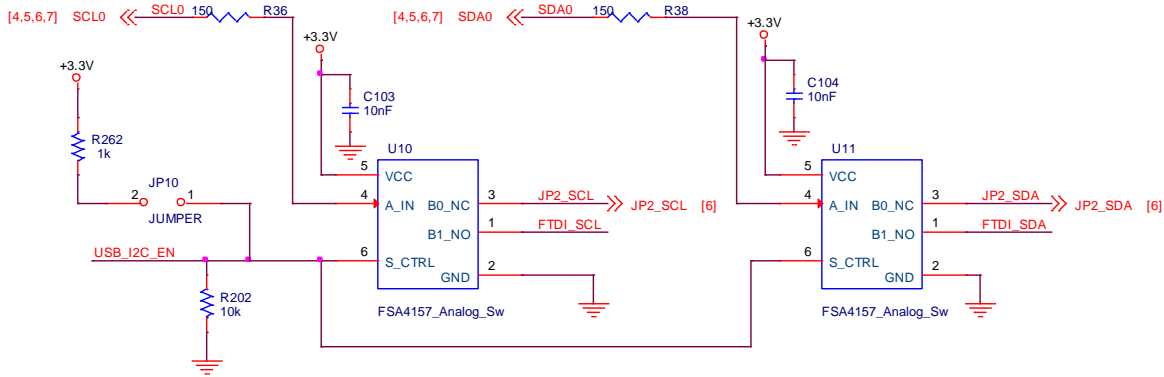 [4,5,6,7] SCL0 SCL0 150 R36
[4,5,6,7] SDA0 SDA0 150 R38
+3.3V
+3.3V
+3.3V
C103
10nF
C104
10nF
R262
1k
JP10
2 1
JUMPER
USB_I2C_EN
R202
10k
U10
5 VCC
4 A_IN
6 S_CTRL
B0_NC 3 JP2_SCL JP2_SCL [6]
B1_NO 1 FTDI_SCL
GND 2
FSA4157_Analog_Sw
U11
5 VCC
4 A_IN
6 S_CTRL
B0_NC 3 JP2_SDA JP2_SDA [6]
B1_NO 1 FTDI_SDA
GND 2
FSA4157_Analog_Sw